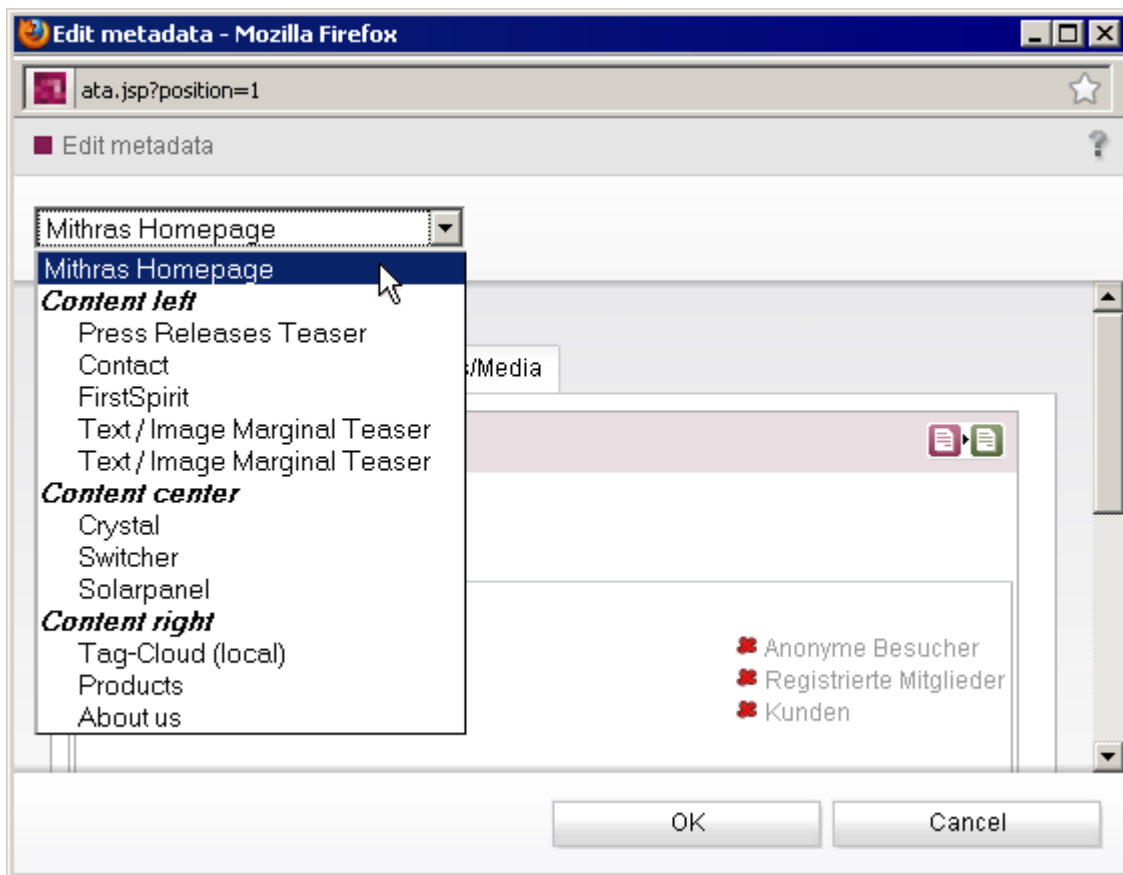 Edit metadata - Mozilla Firefox
ata.jsp?position=1
Edit metadata
?
Mithras Homepage
Mithras Homepage
Content left
Press Releases Teaser
Contact
s/Media
FirstSpirit
Text / Image Marginal Teaser
Text / Image Marginal Teaser
Content center
Crystal
Switcher
Solarpanel
Content right
Tag-Cloud (local)
Anonyme Besucher
Products
Registrierte Mitglieder
About us
Kunden
OK
Cancel